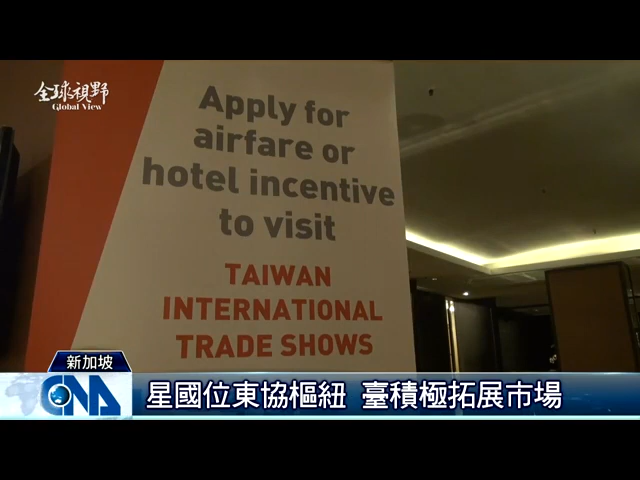 全球視野
Global View
Apply for
airfare or
hotel incentive
to visit
TAIWAN
INTERNATIONAL
TRADE SHOWS
新加坡
CNA
星國位東協樞紐 臺積極拓展市場